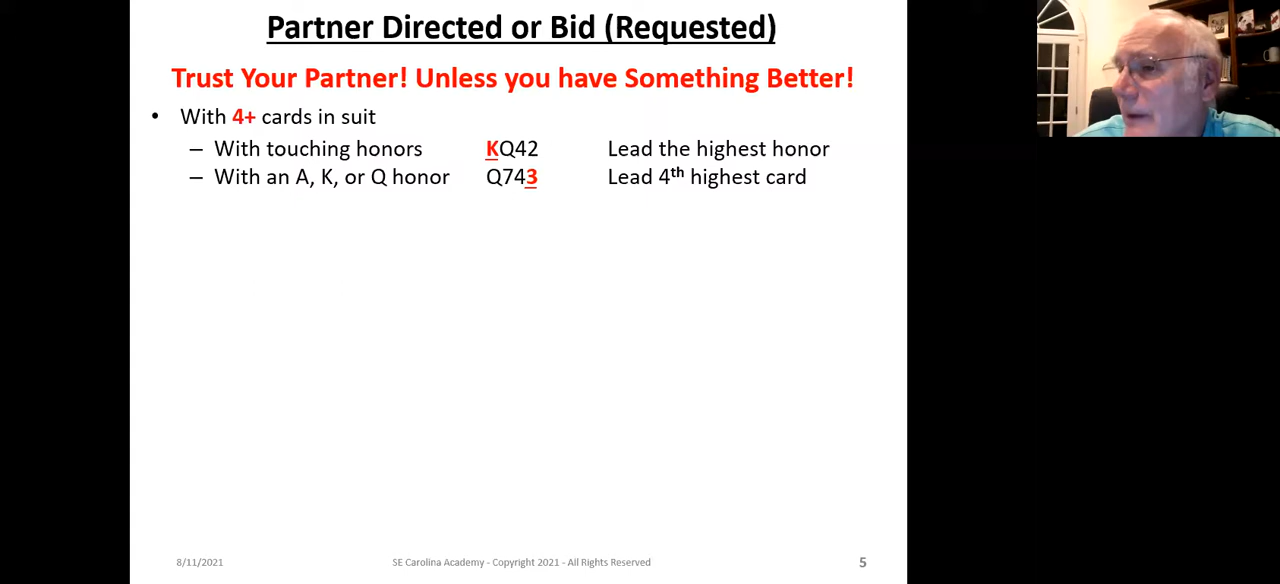 Partner Directed or Bid (Requested)
Trust Your Partner! Unless you have Something Better!
• With 4+ cards in suit
– With touching honors KQ42 Lead the highest honor
– With an A, K, or Q honor Q743 Lead 4th highest card
8/11/2021 SE Carolina Academy - Copyright 2021 - All Rights Reserved 5